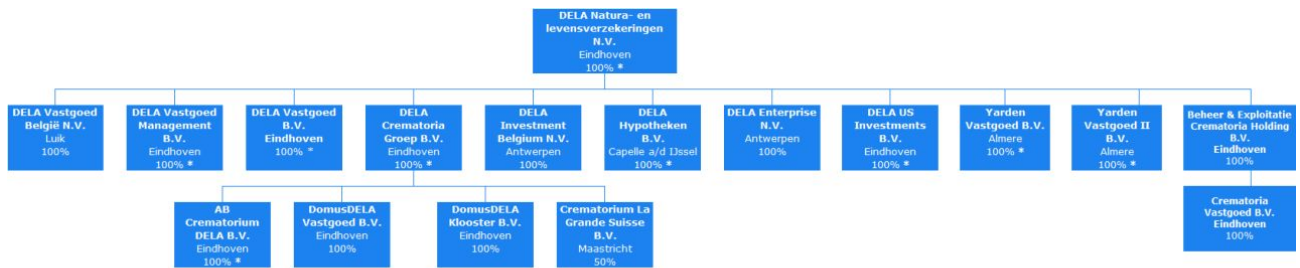 DELA Natura- en
levensverzekeringen
N.V.
Eindhoven
100% *
DELA Vastgoed
België N.V.
Luik
100%
DELA Vastgoed
Management
B.V.
Eindhoven
100% *
DELA Vastgoed
B.V.
Eindhoven
100% *
DELA
Crematoria
Groep B.V.
Eindhoven
100% *
DELA
Investment
Belgium N.V.
Antwerpen
100%
DELA
Hypotheken
B.V.
Capelle a/d IJssel
100% *
DELA Enterprise
N.V.
Antwerpen
100%
DELA US
Investments
B.V.
Eindhoven
100% *
Yarden
Vastgoed B.V.
Almere
100% *
Yarden
Vastgoed II
B.V.
Almere
100% *
Beheer & Exploitatie
Crematoria Holding
B.V.
Eindhoven
100%
AB
Crematorium
DELA B.V.
Eindhoven
100% *
DomusDELA
Vastgoed B.V.
Eindhoven
100%
DomusDELA
Klooster B.V.
Eindhoven
100%
Crematorium La
Grande Suisse
B.V.
Maastricht
50%
Crematoria
Vastgoed B.V.
Eindhoven
100%